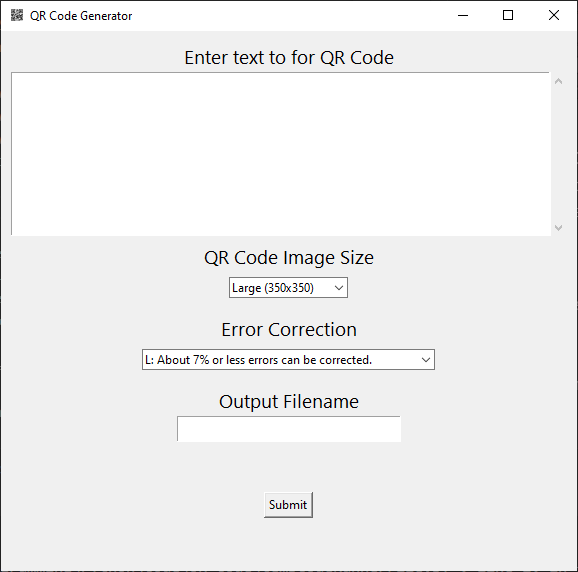 QR Code Generator
Enter text to for QR Code
QR Code Image Size
Large (350x350)
Error Correction
L: About 7% or less errors can be corrected.
Output Filename
Submit